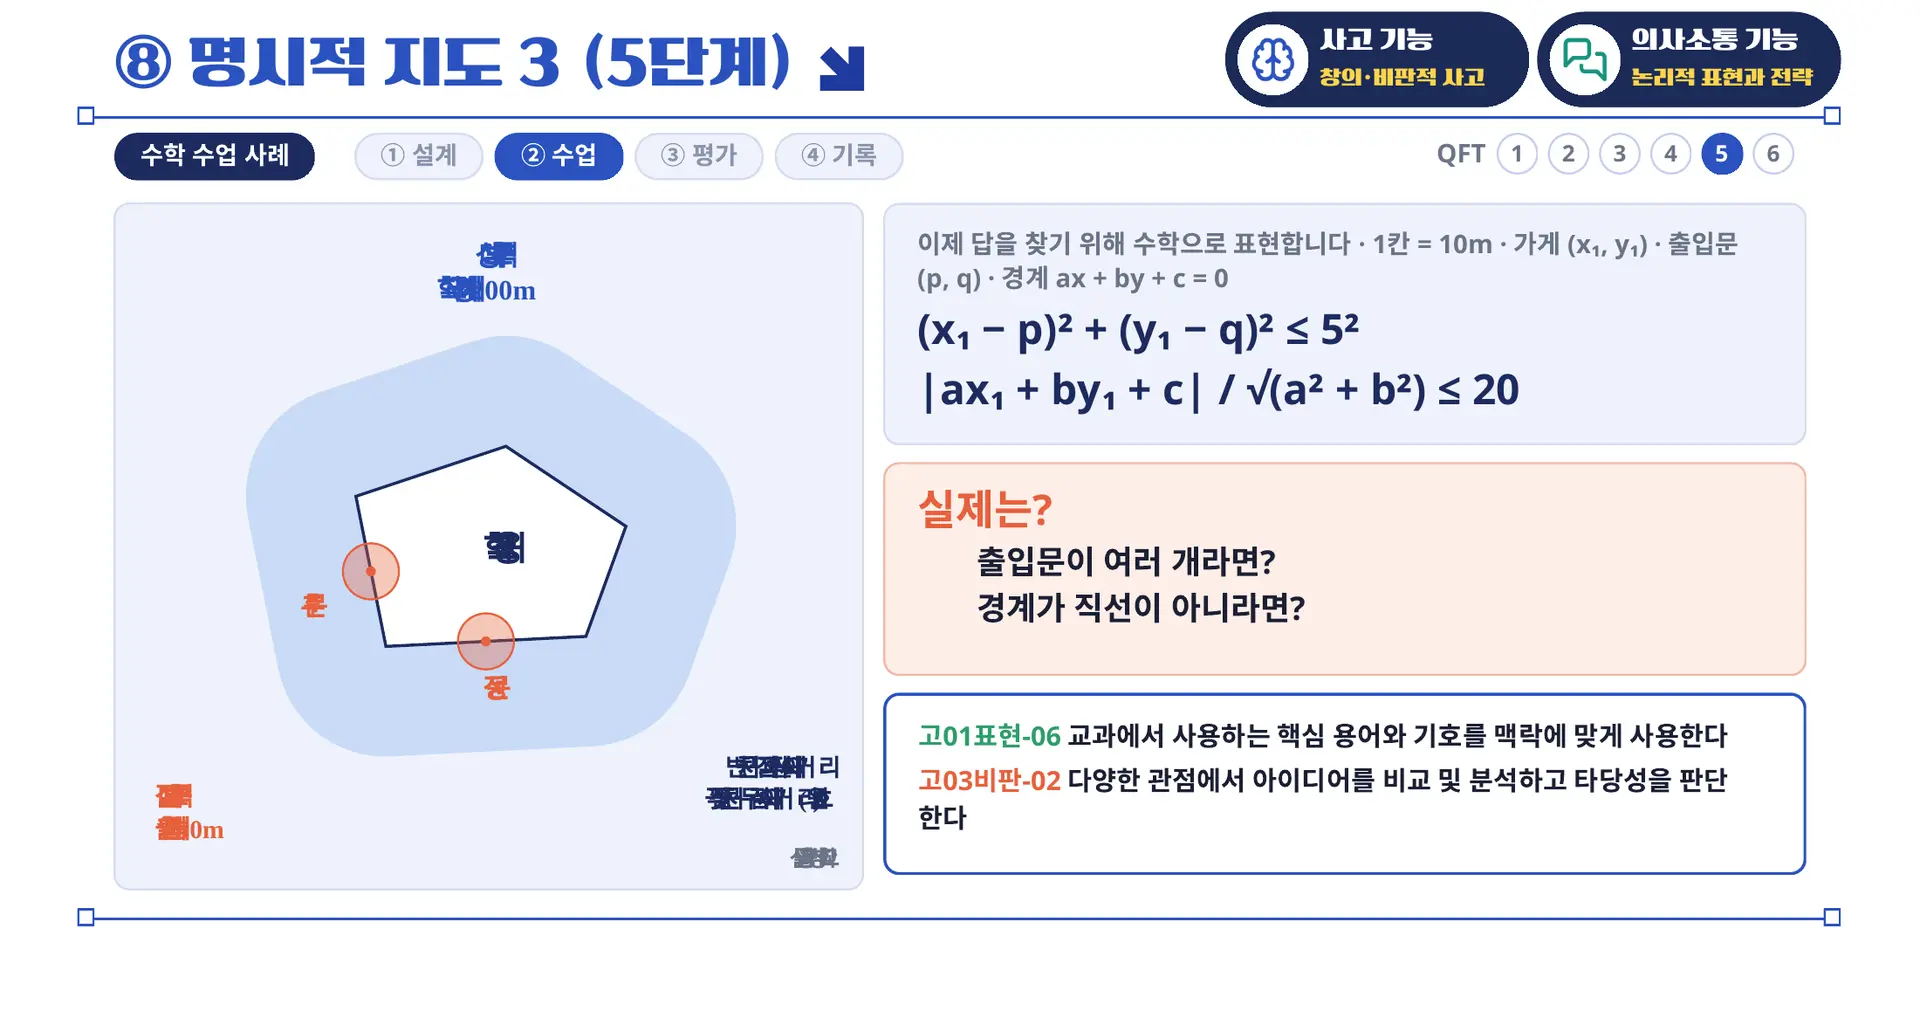 ⑧ 명시적 지도 3 (5단계)
사고 기능
창의·비판적 사고
의사소통 기능
논리적 표현과 전략
수학 수업 사례
① 설계
② 수업
③ 평가
④ 기록
QFT 1 2 3 4 5 6
00m
0m
이제 답을 찾기 위해 수학으로 표현합니다 · 1칸 = 10m · 가게 (x₁, y₁) · 출입문
(p, q) · 경계 ax + by + c = 0
(x₁ − p)² + (y₁ − q)² ≤ 5²
|ax₁ + by₁ + c| / √(a² + b²) ≤ 20
실제는?
출입문이 여러 개라면?
경계가 직선이 아니라면?
고01표현-06 교과에서 사용하는 핵심 용어와 기호를 맥락에 맞게 사용한다
고03비판-02 다양한 관점에서 아이디어를 비교 및 분석하고 타당성을 판단
한다